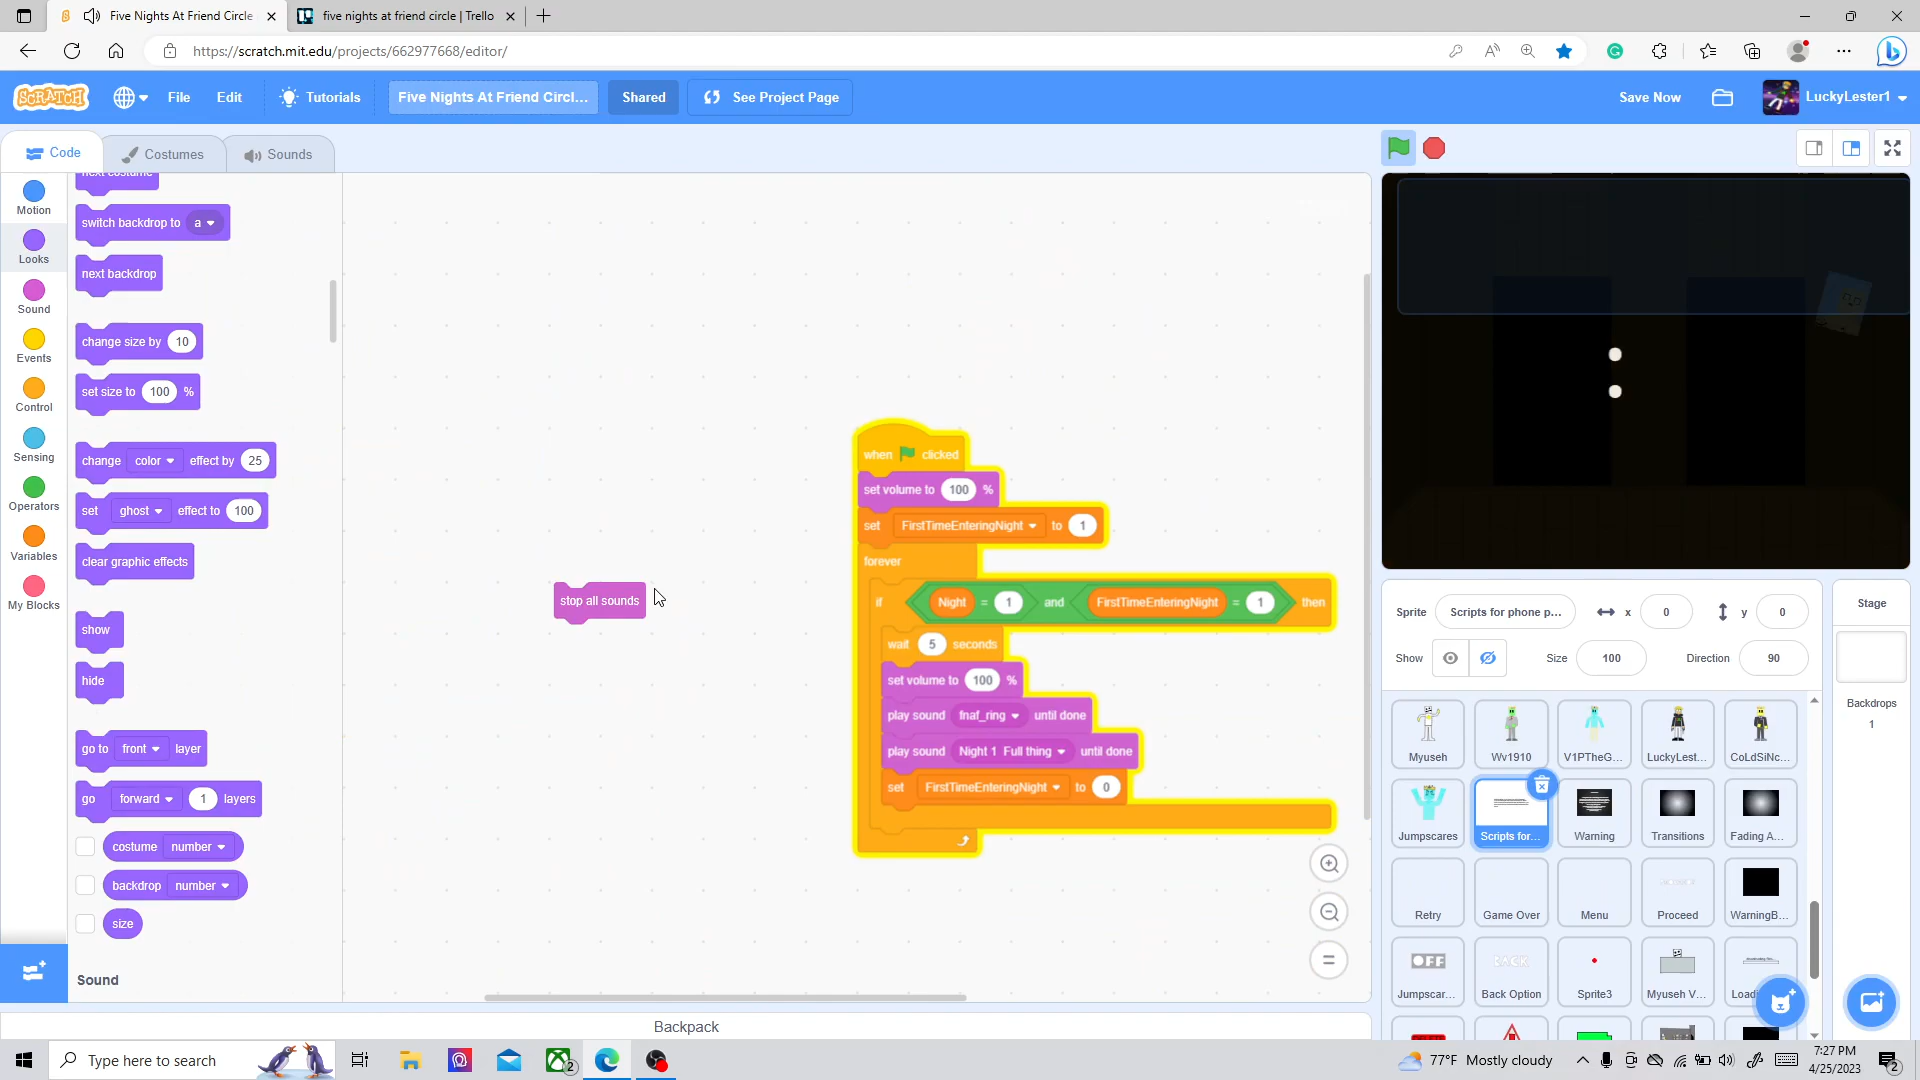 Five Nights At Friend Circle
five nights at friend circle | Trello
https://scratch.mit.edu/projects/662977668/editor/
SCRATCH
File
Edit
Tutorials
Five Nights At Friend Circl...
Shared
See Project Page
Save Now
LuckyLester1
Code
Costumes
Sounds
Motion
Looks
Sound
Events
Control
Sensing
Operators
Variables
My Blocks
next costume
switch backdrop to a
next backdrop
change size by 10
set size to 100 %
change color effect by 25
set ghost effect to 100
clear graphic effects
show
hide
go to front layer
go forward 1 layers
costume number
backdrop number
size
Sound
stop all sounds
when clicked
set volume to 100 %
set FirstTimeEnteringNight to 1
forever
if Night = 1 and FirstTimeEnteringNight = 1 then
wait 5 seconds
set volume to 100 %
play sound fnaf_ring until done
play sound Night 1 Full thing until done
set FirstTimeEnteringNight to 0
Backpack
Sprite Scripts for phone p... x 0 y 0
Show Size 100 Direction 90
Stage
Backdrops
1
Myuseh
Wv1910
V1PTheG...
LuckyLest...
CoLdSiNc...
Jumpscares
Scripts for...
Warning
Transitions
Fading A...
Retry
Game Over
Menu
Proceed
WarningB...
OFF
BACK
Jumpscar...
Back Option
Sprite3
Myuseh V...
Loadi
Type here to search
2
77°F Mostly cloudy
7:27 PM
4/25/2023
2